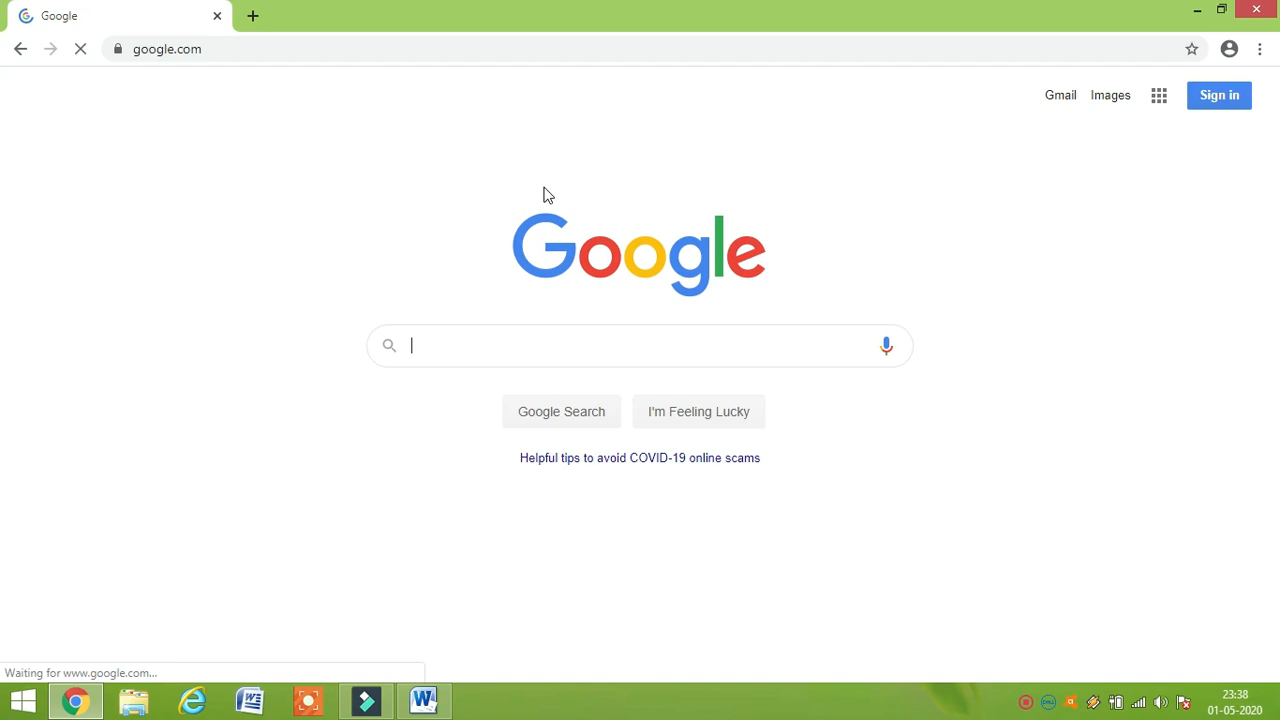 Google
google.com
Gmail
Images
Sign in
Google
Google Search
I'm Feeling Lucky
Helpful tips to avoid COVID-19 online scams
Waiting for www.google.com...
23:38
01-05-2020